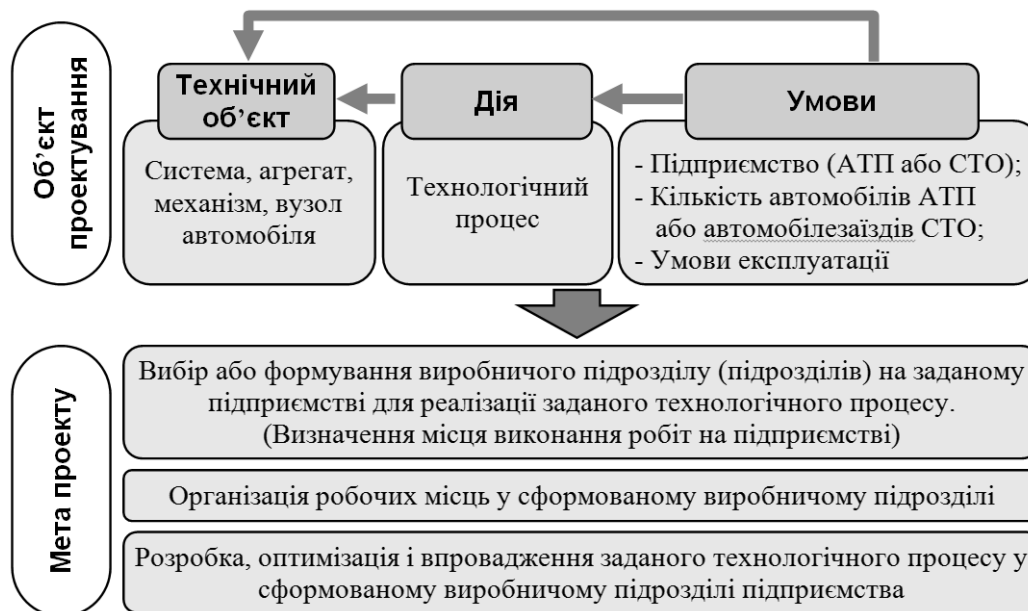 Об’єкт
проектування
Технічний
об’єкт
Система, агрегат,
механізм, вузол
автомобіля
Дія
Технологічний
процес
Умови
- Підприємство (АТП або СТО);
- Кількість автомобілів АТП
або автомобілезаїздів СТО;
- Умови експлуатації
Мета проекту
Вибір або формування виробничого підрозділу (підрозділів) на заданому
підприємстві для реалізації заданого технологічного процесу.
(Визначення місця виконання робіт на підприємстві)
Організація робочих місць у сформованому виробничому підрозділі
Розробка, оптимізація і впровадження заданого технологічного процесу у
сформованому виробничому підрозділі підприємства